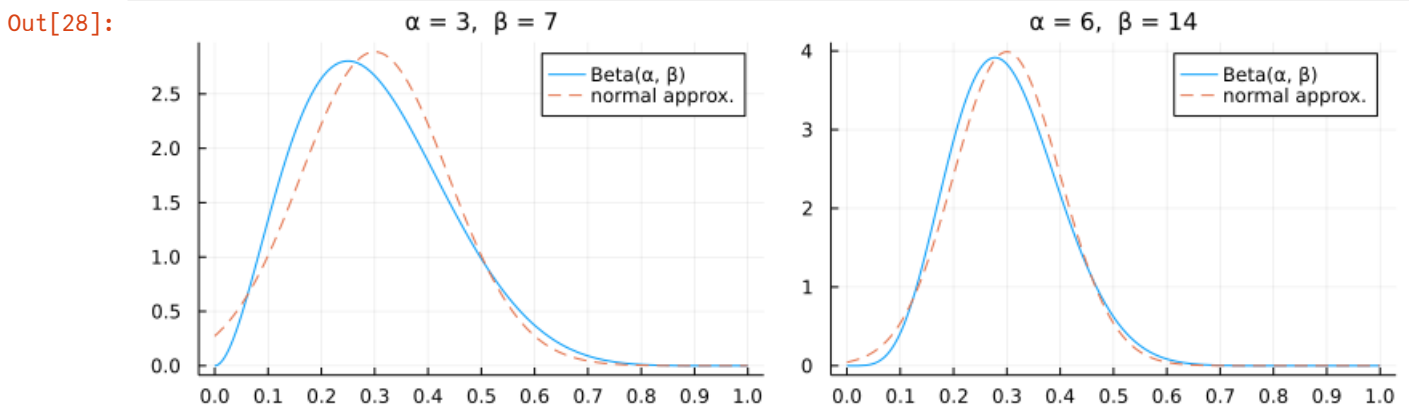 Out[28]:
α = 3, β = 7
Beta(α, β)
normal approx.
2.5
2.0
1.5
1.0
0.5
0.0
0.0 0.1 0.2 0.3 0.4 0.5 0.6 0.7 0.8 0.9 1.0
α = 6, β = 14
Beta(α, β)
normal approx.
4
3
2
1
0
0.0 0.1 0.2 0.3 0.4 0.5 0.6 0.7 0.8 0.9 1.0